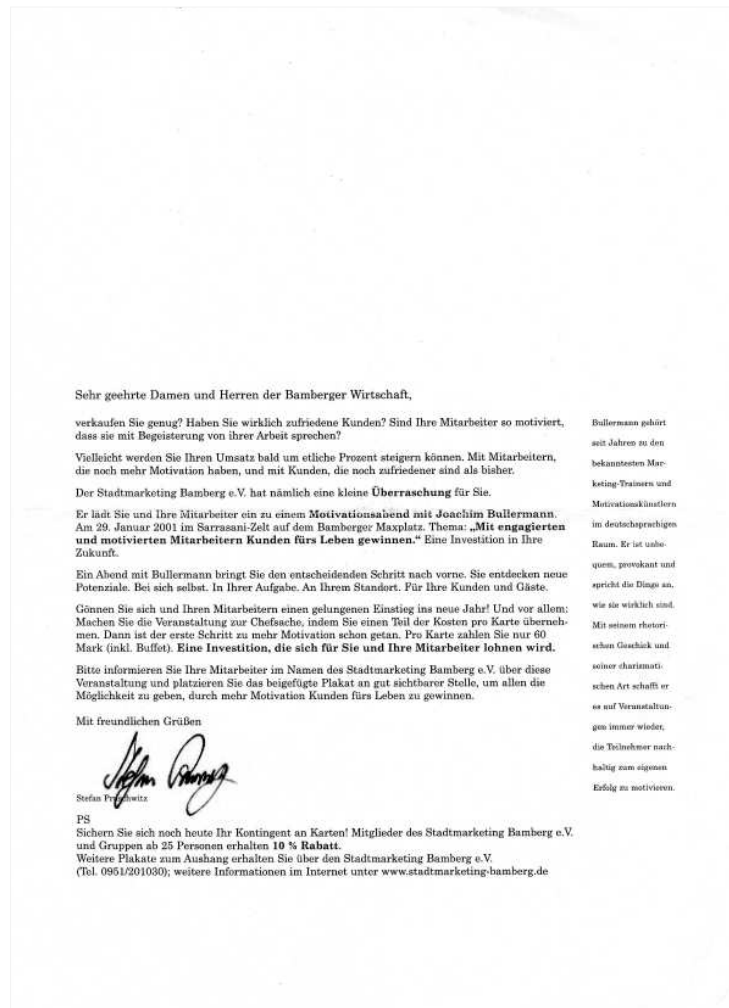 Sehr geehrte Damen und Herren der Bamberger Wirtschaft,
verkaufen Sie genug? Haben Sie wirklich zufriedene Kunden? Sind Ihre Mitarbeiter so motiviert,
dass sie mit Begeisterung von ihrer Arbeit sprechen?
Vielleicht werden Sie Ihren Umsatz bald um etliche Prozent steigern können. Mit Mitarbeitern,
die noch mehr Motivation haben, und mit Kunden, die noch zufriedener sind als bisher.
Der Stadtmarketing Bamberg e.V. hat nämlich eine kleine Überraschung für Sie.
Er lädt Sie und Ihre Mitarbeiter ein zu einem Motivationsabend mit Joachim Bullermann.
Am 29. Januar 2001 im Sarrasani-Zelt auf dem Bamberger Maxplatz. Thema: „Mit engagierten
und motivierten Mitarbeitern Kunden fürs Leben gewinnen.“ Eine Investition in Ihre
Zukunft.
Ein Abend mit Bullermann bringt Sie den entscheidenden Schritt nach vorne. Sie entdecken neue
Potenziale. Bei sich selbst. In Ihrer Aufgabe. An Ihrem Standort. Für Ihre Kunden und Gäste.
Gönnen Sie sich und Ihren Mitarbeitern einen gelungenen Einstieg ins neue Jahr! Und vor allem:
Machen Sie die Veranstaltung zur Chefsache, indem Sie einen Teil der Kosten pro Karte überneh-
men. Dann ist der erste Schritt zu mehr Motivation schon getan. Pro Karte zahlen Sie nur 60
Mark (inkl. Buffet). Eine Investition, die sich für Sie und Ihre Mitarbeiter lohnen wird.
Bitte informieren Sie Ihre Mitarbeiter im Namen des Stadtmarketing Bamberg e.V. über diese
Veranstaltung und platzieren Sie das beigefügte Plakat an gut sichtbarer Stelle, um allen die
Möglichkeit zu geben, durch mehr Motivation Kunden fürs Leben zu gewinnen.
Mit freundlichen Grüßen
Stefan
PS
Sichern Sie sich noch heute Ihr Kontingent an Karten! Mitglieder des Stadtmarketing Bamberg e.V.
und Gruppen ab 25 Personen erhalten 10 % Rabatt.
Weitere Plakate zum Aushang erhalten Sie über den Stadtmarketing Bamberg e.V.
(Tel. 0951/201030); weitere Informationen im Internet unter www.stadtmarketing-bamberg.de
Bullermann gehört
seit Jahren zu den
bekanntesten Mar-
keting-Trainern und
Motivationskünstlern
im deutschsprachigen
Raum. Er ist unbe-
quem, provokant und
spricht die Dinge an,
wie sie wirklich sind.
Mit seinem rhetori-
schen Geschick und
seiner charismati-
schen Art schafft er
es auf Veranstaltun-
gen immer wieder,
die Teilnehmer nach-
haltig zum eigenen
Erfolg zu motivieren.